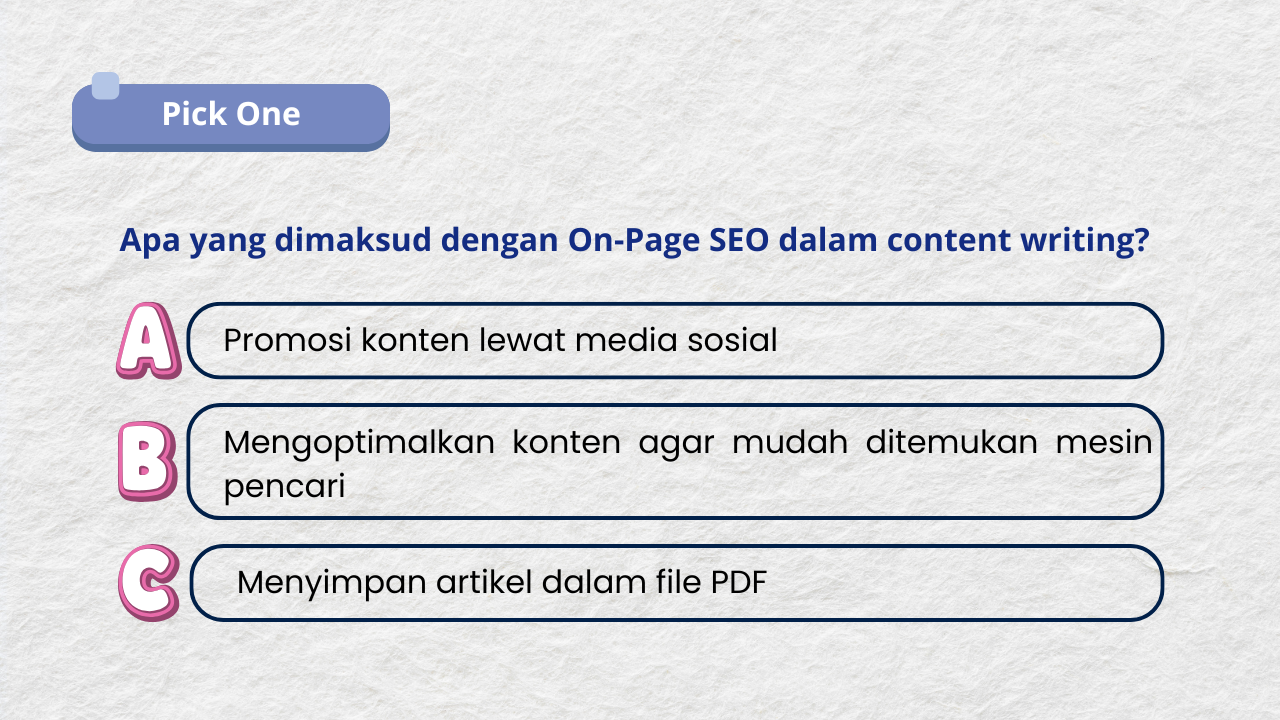 Pick One
Apa yang dimaksud dengan On-Page SEO dalam content writing?
A
Promosi konten lewat media sosial
B
Mengoptimalkan konten agar mudah ditemukan mesin
pencari
C
Menyimpan artikel dalam file PDF